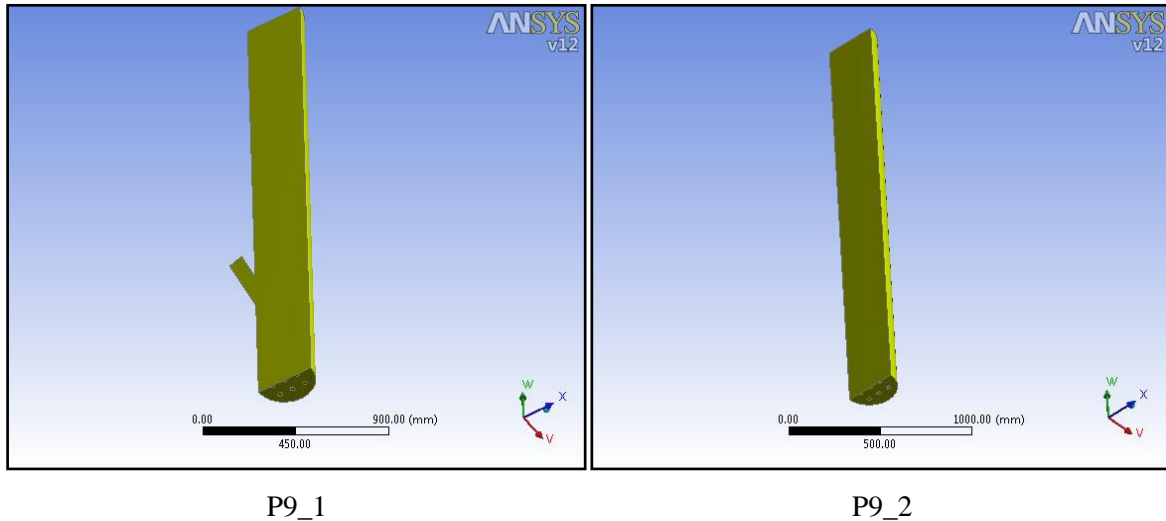 ANSYS
v12
0.00
900.00 (mm)
450.00
W
X
V
ANSYS
v12
0.00
1000.00 (mm)
500.00
W
X
V
P9_1
P9_2